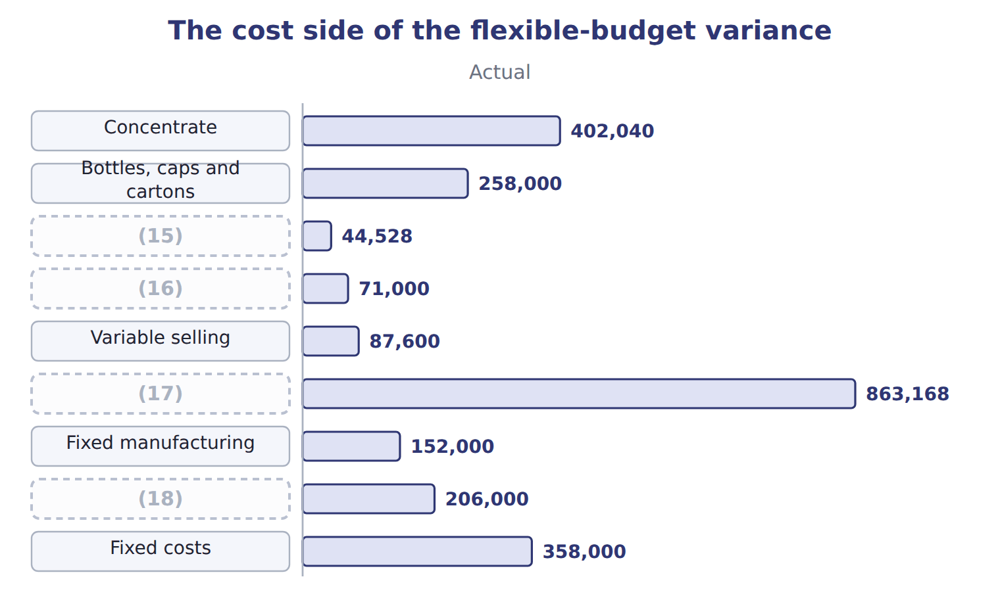 The cost side of the flexible-budget variance
Actual
Concentrate
402,040
Bottles, caps and
cartons
258,000
(15)
44,528
(16)
71,000
Variable selling
87,600
(17)
863,168
Fixed manufacturing
152,000
(18)
206,000
Fixed costs
358,000